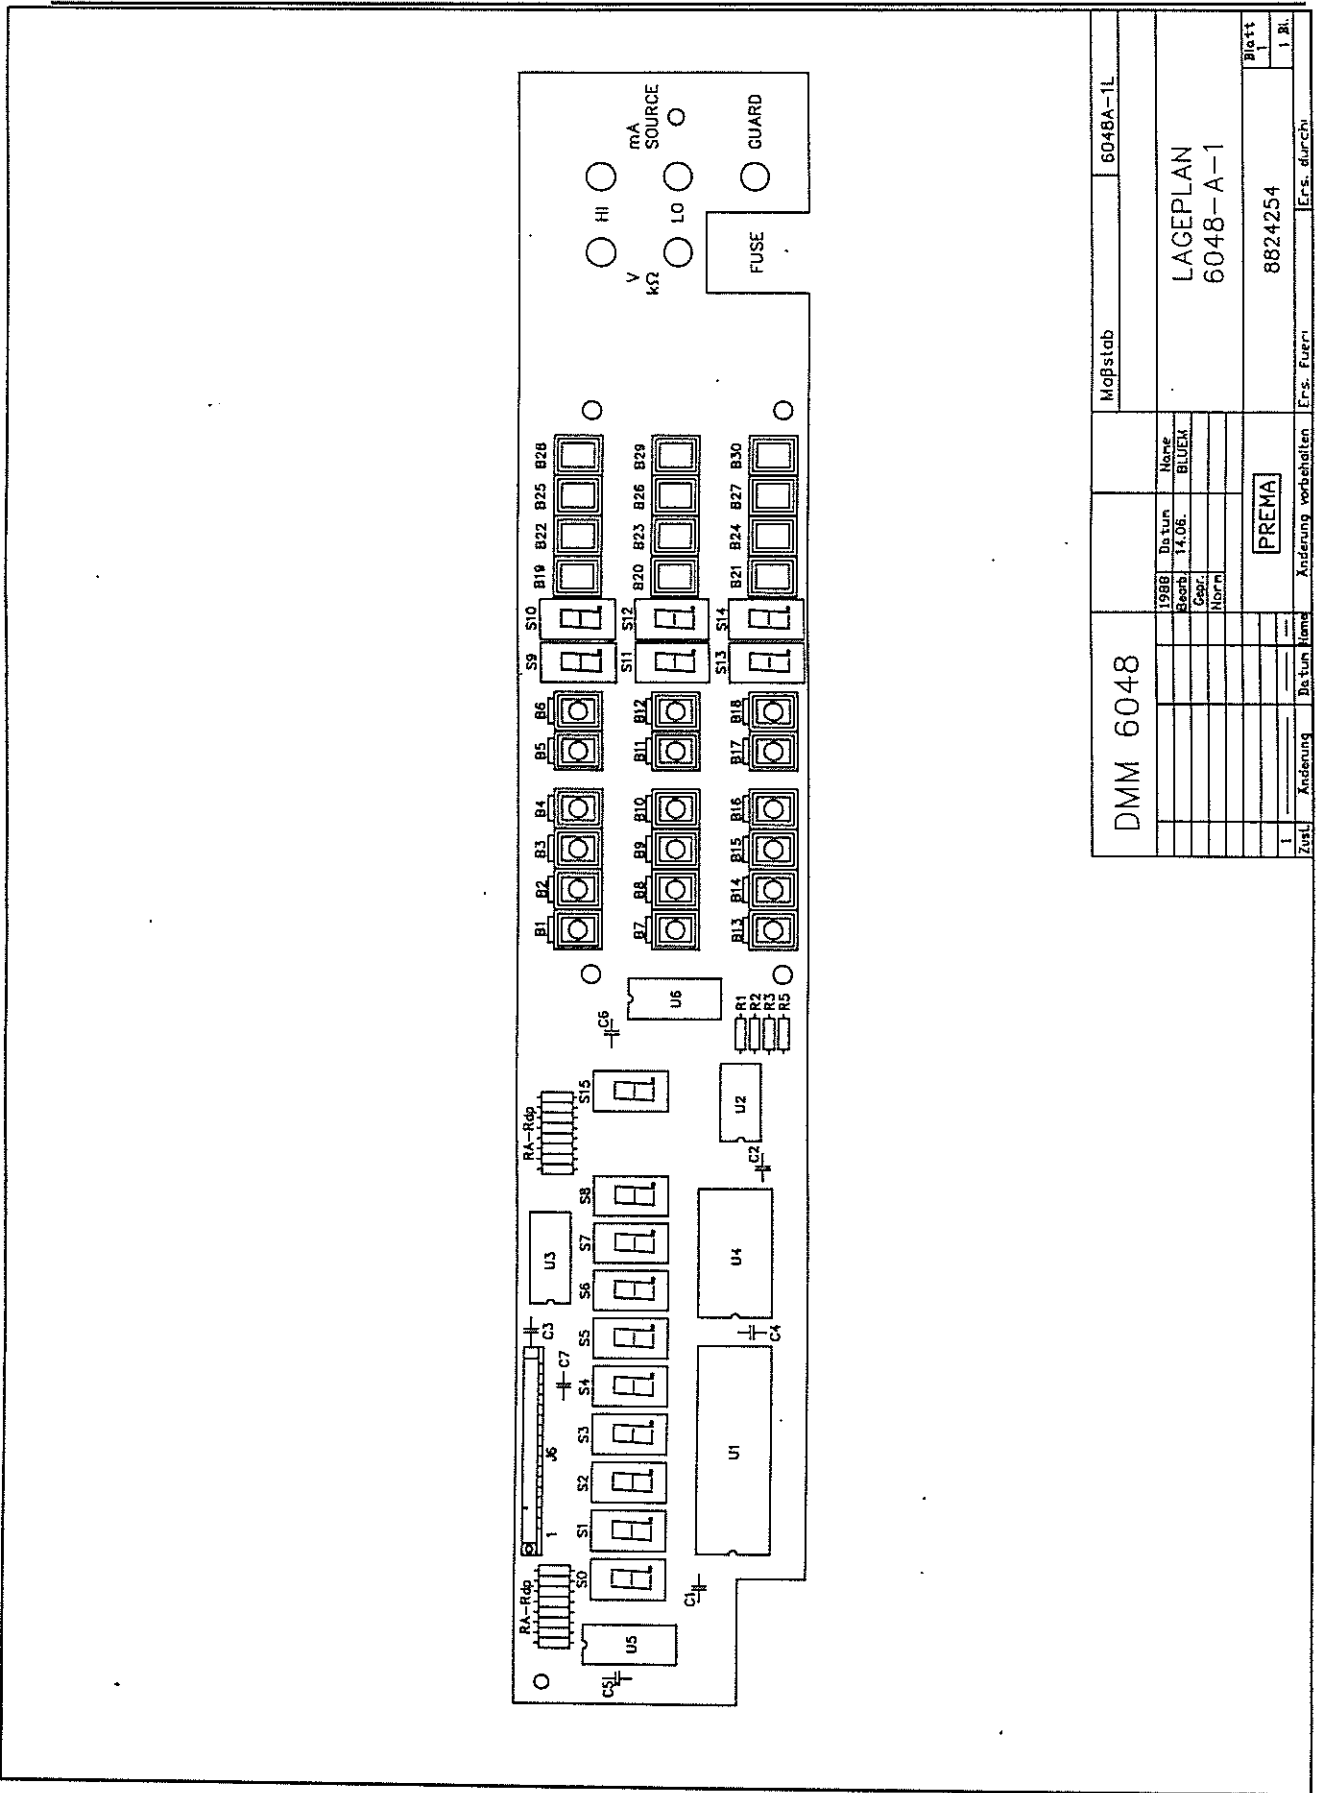 RA-Rdp
J6
1
C3
C7
U3
RA-Rdp
C5
U5
S0
S1
S2
S3
S4
S5
S6
S7
S8
S15
C1
U1
C4
U4
C2
U2
C6
U6
R1
R2
R3
R5
B1
B2
B3
B4
B5
B6
S9
S10
B19
B22
B25
B28
B7
B8
B9
B10
B11
B12
S11
S12
B20
B23
B26
B29
B13
B14
B15
B16
B17
B18
S13
S14
B21
B24
B27
B30
V
kΩ
HI
LO
mA
SOURCE
FUSE
GUARD
DMM 6048
Maβstab
6048A-1L
1988 Datum Name
Bearb. 14.06. BLUEM
Gepr.
Norm
LAGEPLAN
6048-A-1
PREMA
8824254
Blatt
1
1 Bl.
1
Zust. Änderung Datum Name Änderung vorbehalten Ers. Fuer: Ers. durch: